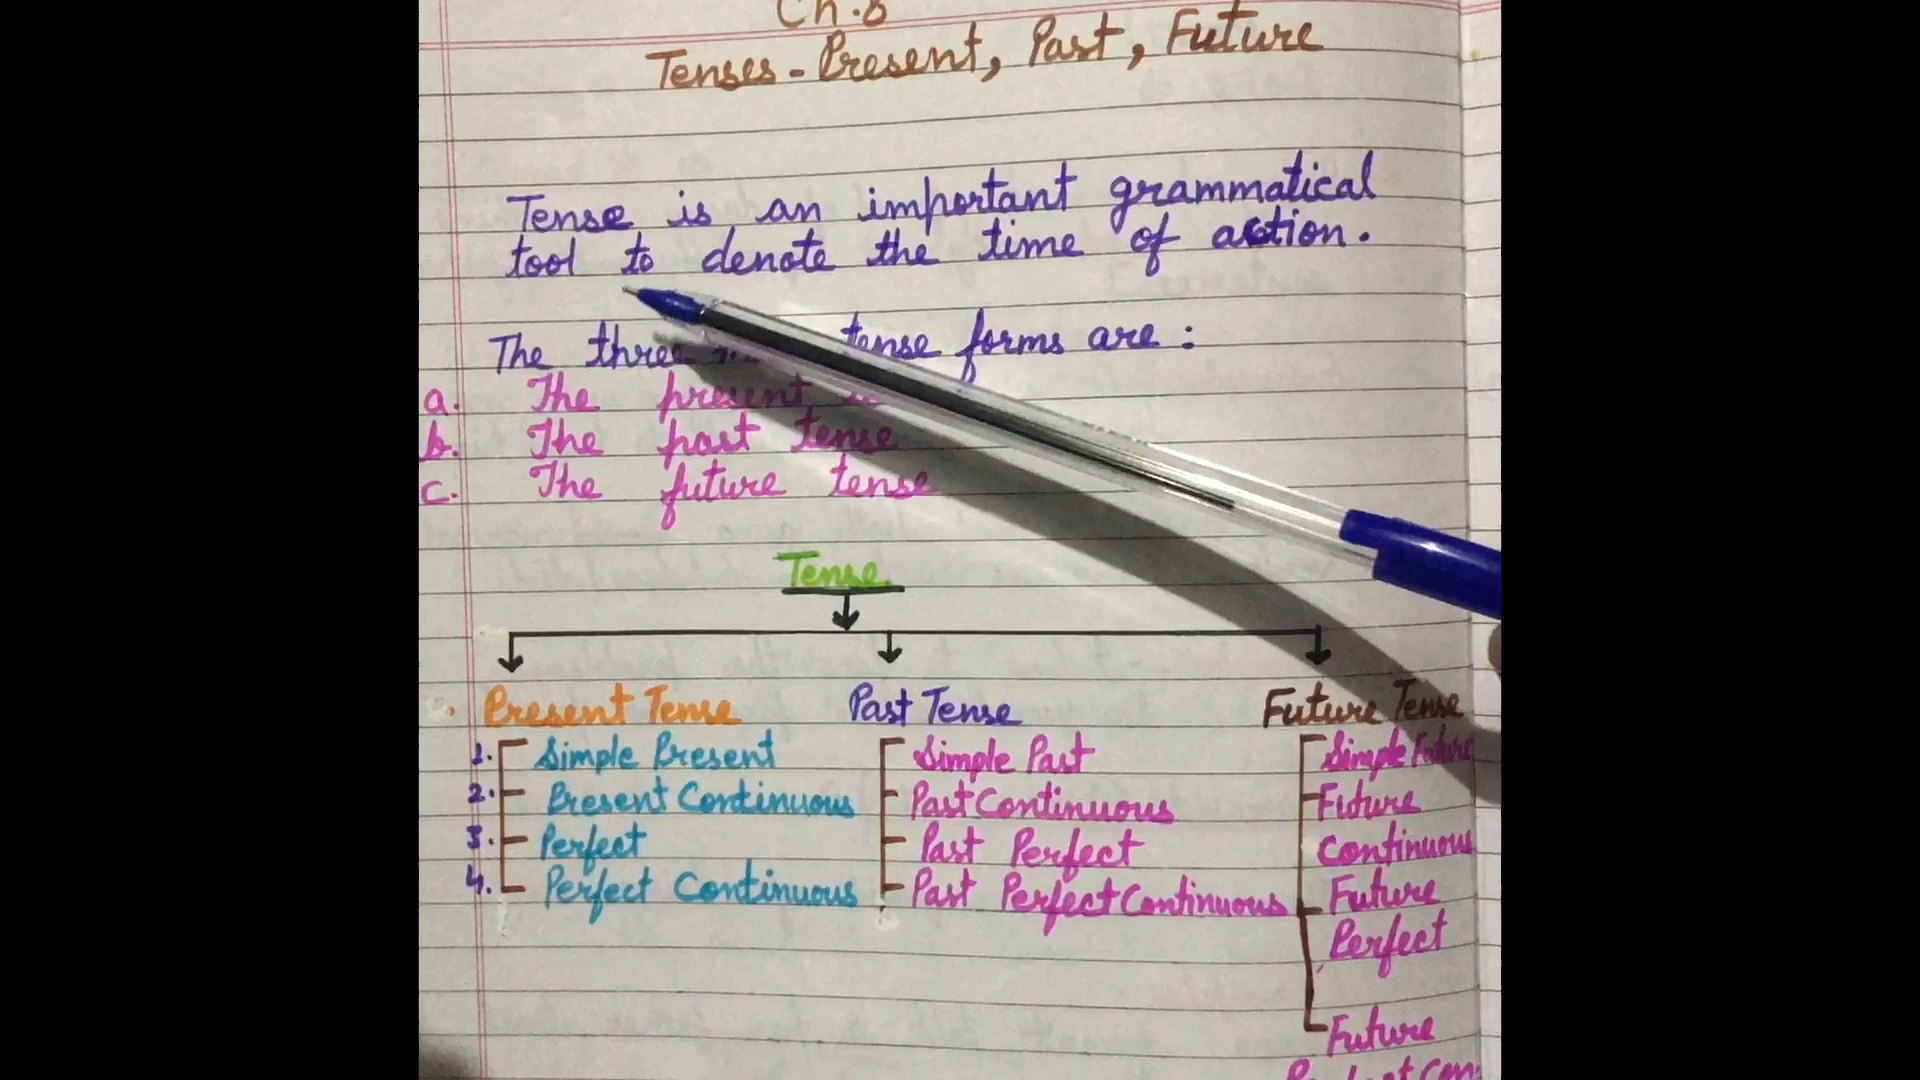 Ch.8
Tenses - Present, Past, Future
Tense is an important grammatical
tool to denote the time of action.
The three tense forms are :
a. The present
b. The past tense
c. The future tense
Tense
Present Tense Past Tense Future Tense
1. Simple Present Simple Past Simple Future
2. Present Continuous Past Continuous Future
Continuous
3. Perfect Past Perfect Future
Perfect
4. Perfect Continuous Past Perfect Continuous Future
Perfect Con